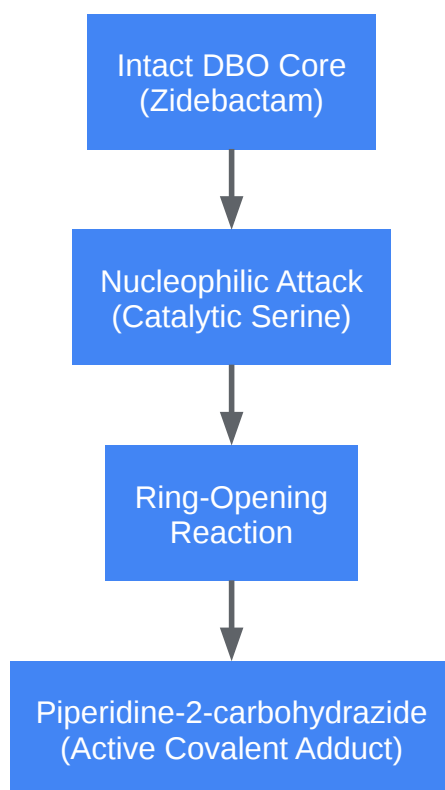 Intact DBO Core
(Zidebactam)
Nucleophilic Attack
(Catalytic Serine)
Ring-Opening
Reaction
Piperidine-2-carbohydrazide
(Active Covalent Adduct)